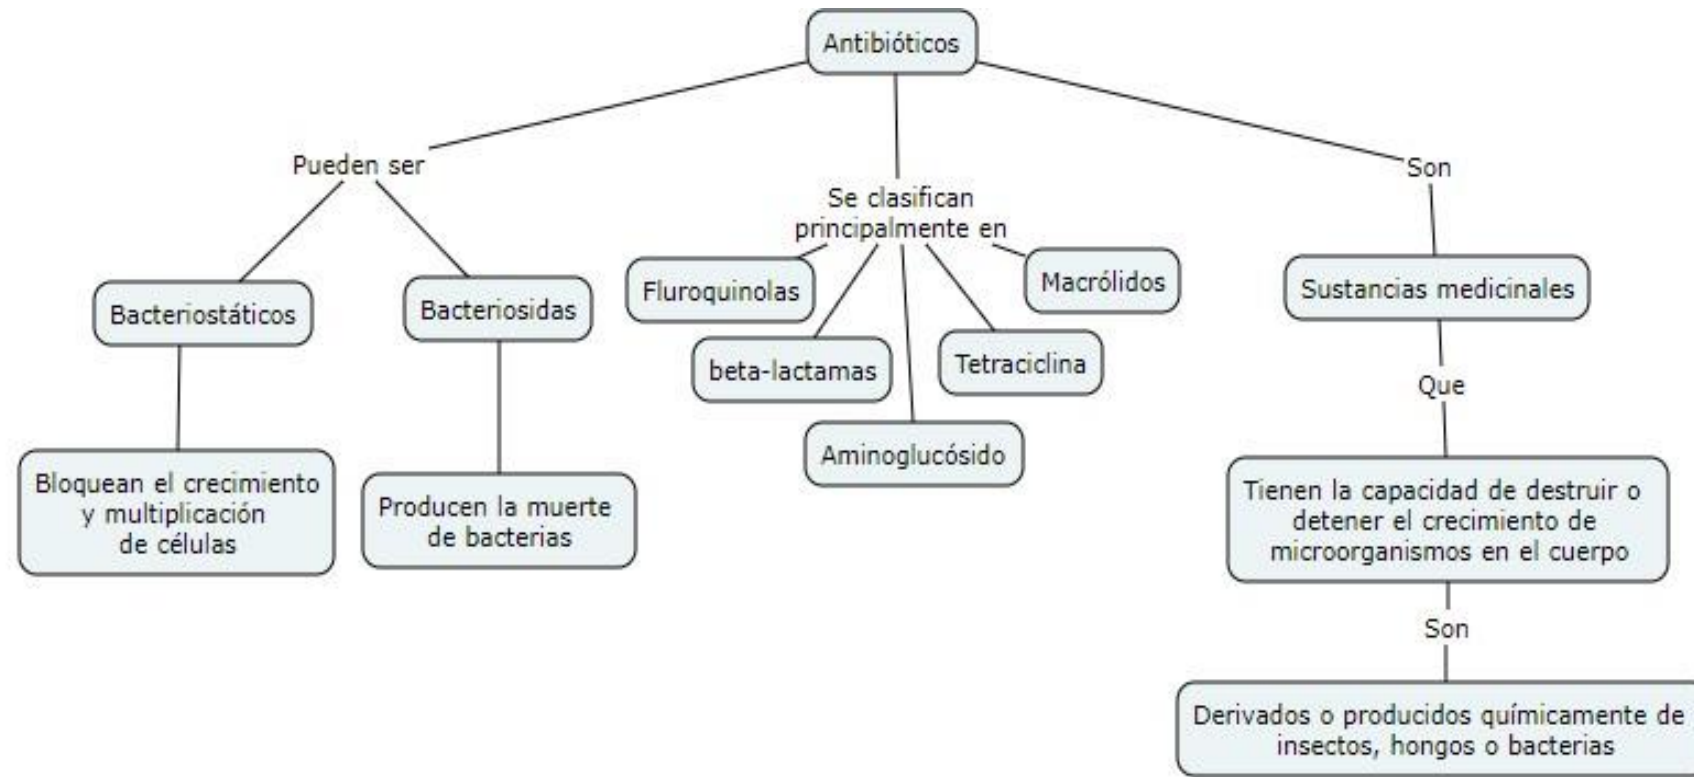 Antibióticos
Pueden ser
Se clasifican
principalmente en
Son
Bacteriostáticos
Bacteriosidas
Fluroquinolas
beta-lactamas
Aminoglucósido
Tetraciclina
Macrólidos
Sustancias medicinales
Que
Bloquean el crecimiento
y multiplicación
de células
Producen la muerte
de bacterias
Tienen la capacidad de destruir o
detener el crecimiento de
microorganismos en el cuerpo
Son
Derivados o producidos químicamente de
insectos, hongos o bacterias